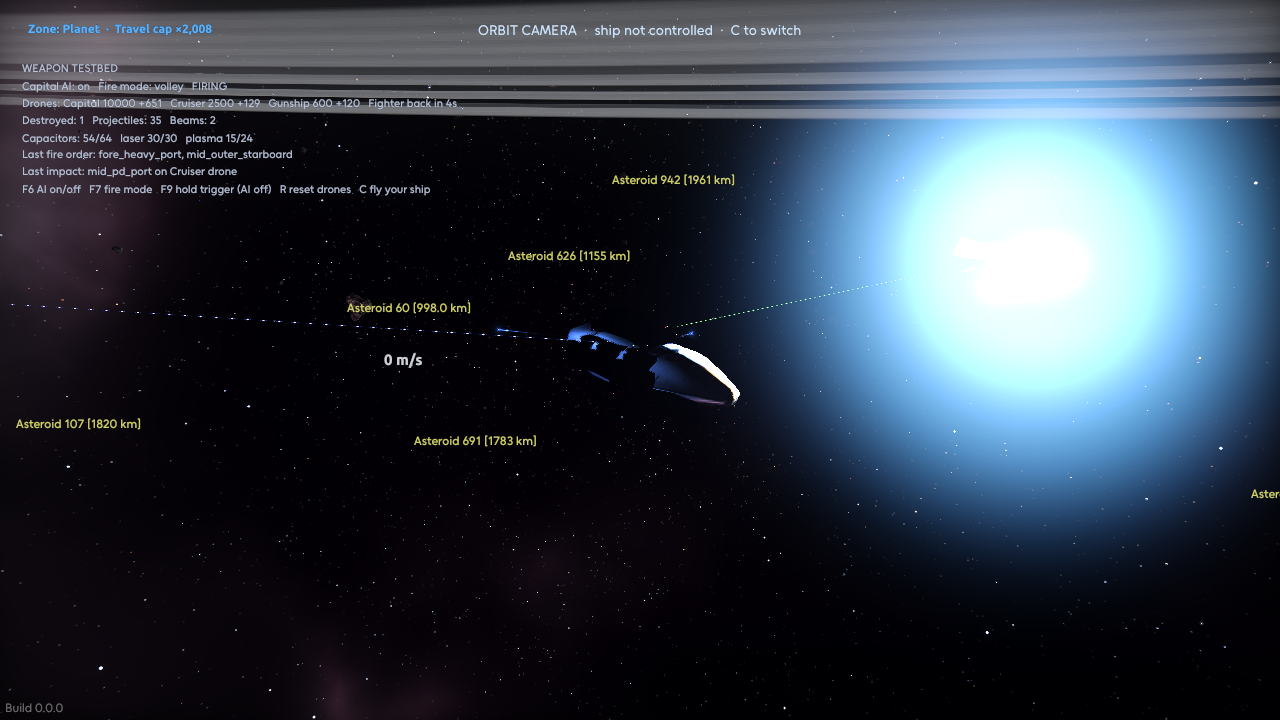 Zone: Planet · Travel cap ×2,008
ORBIT CAMERA · ship not controlled · C to switch
WEAPON TESTBED
Capital AI: on Fire mode: volley FIRING
Drones: Capital 10000 +651 Cruiser 2500 +129 Gunship 600 +120 Fighter back in 4s
Destroyed: 1 Projectiles: 35 Beams: 2
Capacitors: 54/64 laser 30/30 plasma 15/24
Last fire order: fore_heavy_port, mid_outer_starboard
Last impact: mid_pd_port on Cruiser drone
F6 AI on/off F7 fire mode F9 hold trigger (AI off) R reset drones C fly your ship
Asteroid 942 [1961 km]
Asteroid 626 [1155 km]
Asteroid 60 [998.0 km]
0 m/s
Asteroid 107 [1820 km]
Asteroid 691 [1783 km]
Aster
Build 0.0.0